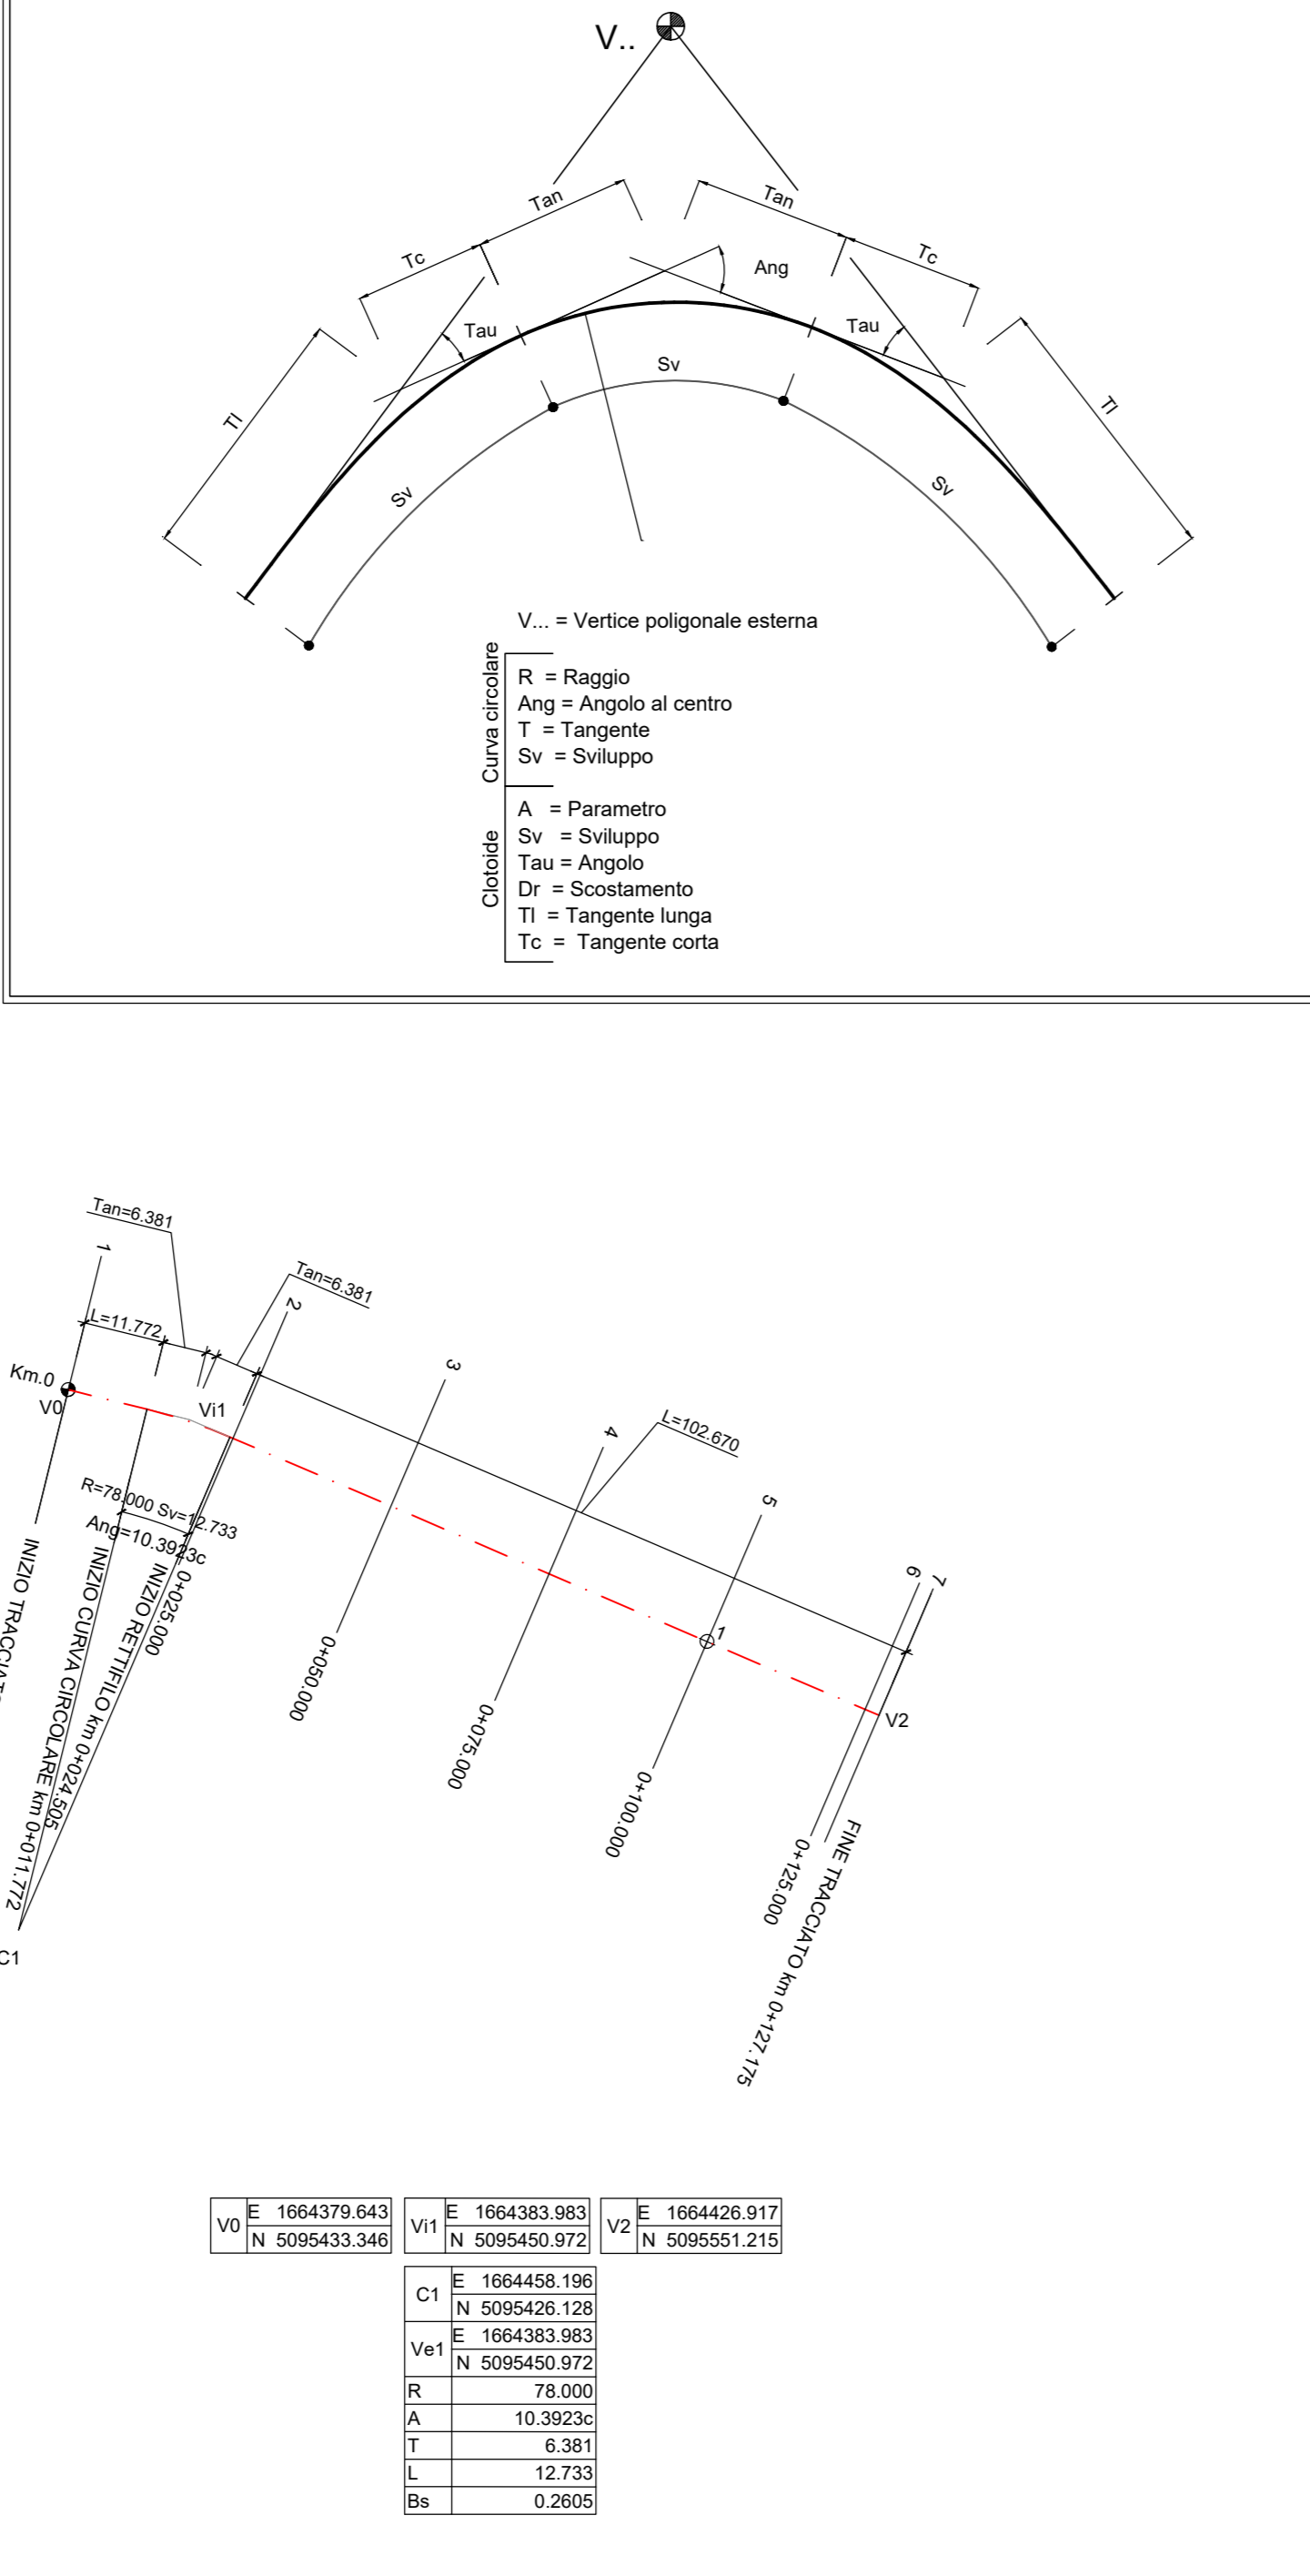 V..
Tan
Tan
Tc
Tc
Ang
Tau
Tau
Sv
Tl
Tl
Sv
Sv
V... = Vertice poligonale esterna
Curva circolare
R = Raggio
Ang = Angolo al centro
T = Tangente
Sv = Sviluppo
Clotoide
A = Parametro
Sv = Sviluppo
Tau = Angolo
Dr = Scostamento
Tl = Tangente lunga
Tc = Tangente corta
Tan=6.381
1
Tan=6.381
L=11.772
2
3
Km.0
V0
Vi1
4
L=102.670
R=78.000 Sv=12.733
Ang=10.3923c
5
INIZIO
INIZIO CURVA CIRCOLARE km 0+011.772
INIZIO RETTIFILO km 0+024.505
0+025.000
6
7
0+050.000
1
0+075.000
V2
0+100.000
0+125.000
FINE TRACCIATO km 0+127.175
C1
V0
E 1664379.643
N 5095433.346
Vi1
E 1664383.983
N 5095450.972
V2
E 1664426.917
N 5095551.215
C1
E 1664458.196
N 5095426.128
Ve1
E 1664383.983
N 5095450.972
R 78.000
A 10.3923c
T 6.381
L 12.733
Bs 0.2605